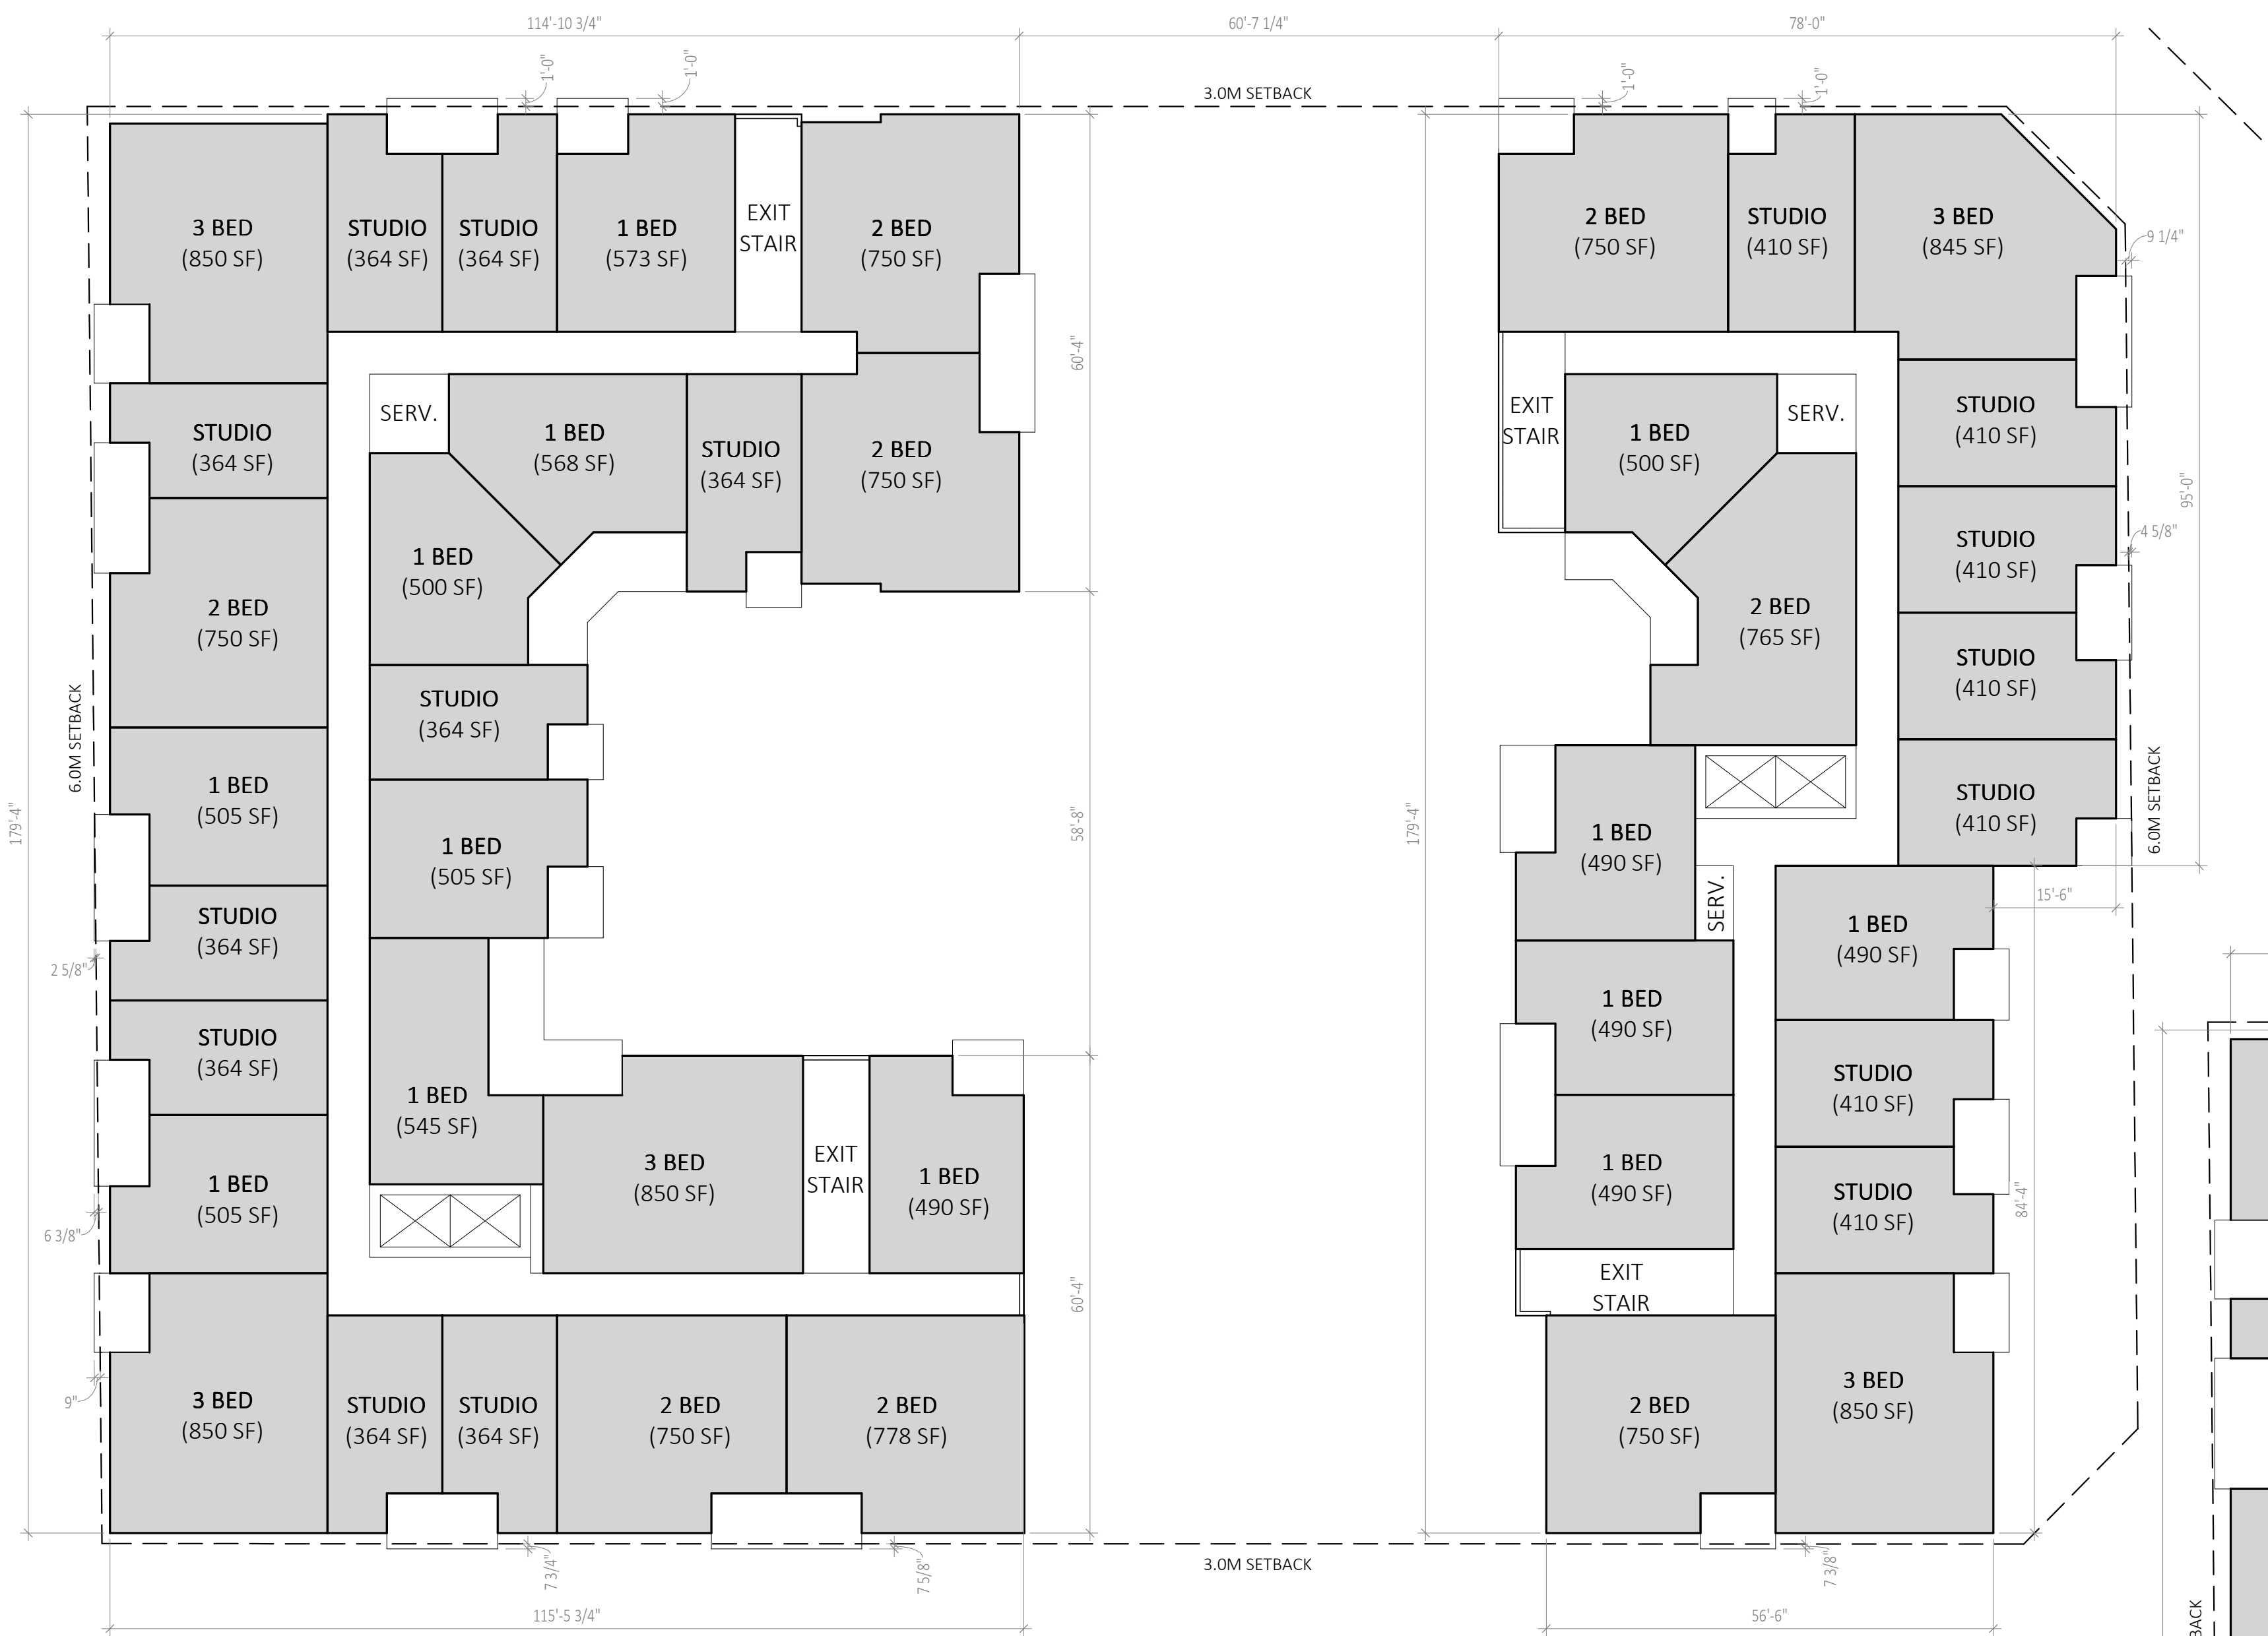 114'-10 3/4"
60'-7 1/4"
78'-0"
1'-0"
1'-0"
1'-0"
1'-0"
3.0M SETBACK
3 BED
(850 SF)
STUDIO
(364 SF)
STUDIO
(364 SF)
1 BED
(573 SF)
EXIT
STAIR
2 BED
(750 SF)
2 BED
(750 SF)
STUDIO
(410 SF)
3 BED
(845 SF)
9 1/4"
60'-4"
SERV.
1 BED
(568 SF)
STUDIO
(364 SF)
2 BED
(750 SF)
STUDIO
(364 SF)
EXIT
STAIR
1 BED
(500 SF)
SERV.
STUDIO
(410 SF)
95'-0"
1 BED
(500 SF)
STUDIO
(410 SF)
4 5/8"
2 BED
(750 SF)
2 BED
(765 SF)
STUDIO
(410 SF)
6.0M SETBACK
STUDIO
(364 SF)
179'-4"
1 BED
(505 SF)
1 BED
(505 SF)
58'-8"
179'-4"
1 BED
(490 SF)
STUDIO
(410 SF)
6.0M SETBACK
15'-6"
STUDIO
(364 SF)
2 5/8"
SERV.
1 BED
(490 SF)
STUDIO
(364 SF)
1 BED
(545 SF)
1 BED
(490 SF)
STUDIO
(410 SF)
1 BED
(505 SF)
6 3/8"
3 BED
(850 SF)
EXIT
STAIR
1 BED
(490 SF)
1 BED
(490 SF)
STUDIO
(410 SF)
84'-4"
60'-4"
EXIT
STAIR
3 BED
(850 SF)
9"
STUDIO
(364 SF)
STUDIO
(364 SF)
2 BED
(750 SF)
2 BED
(778 SF)
2 BED
(750 SF)
3 BED
(850 SF)
7 3/4"
7 5/8"
3.0M SETBACK
7 3/8"
115'-5 3/4"
56'-6"
BACK